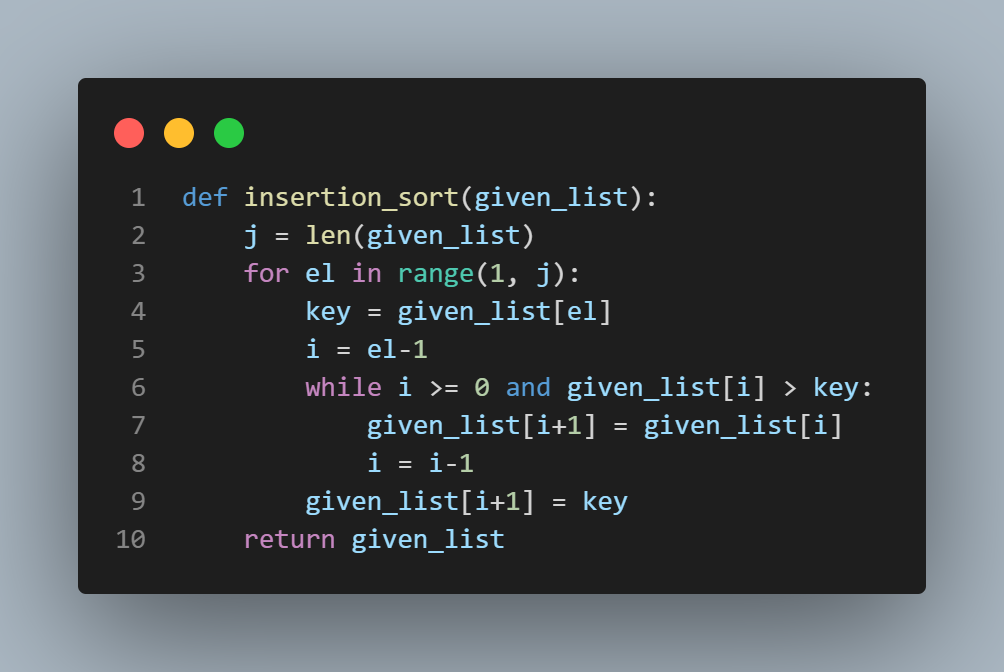 1 def insertion_sort(given_list):
2     j = len(given_list)
3     for el in range(1, j):
4         key = given_list[el]
5         i = el-1
6         while i >= 0 and given_list[i] > key:
7             given_list[i+1] = given_list[i]
8             i = i-1
9         given_list[i+1] = key
10     return given_list